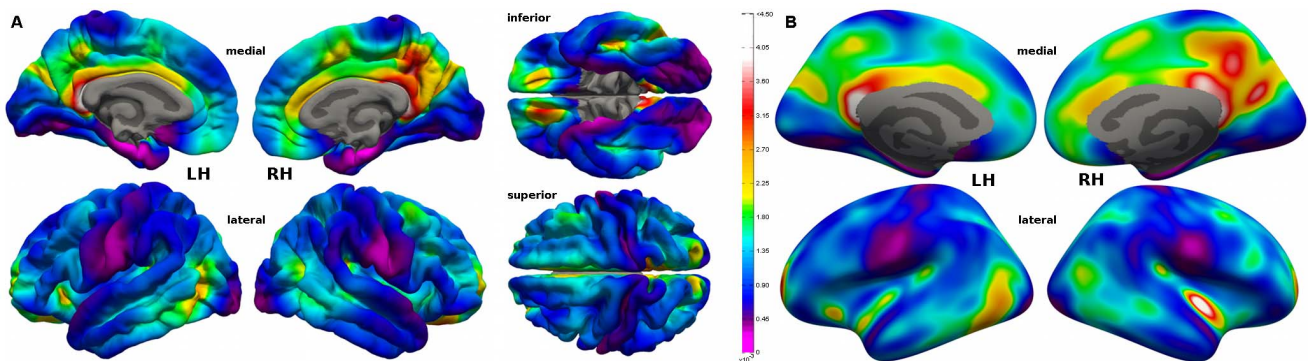 A
medial
LH
RH
lateral
inferior
superior
<4.50
4.05
3.60
3.15
2.70
2.25
1.80
1.35
0.90
0.45
0
B
medial
LH
RH
lateral